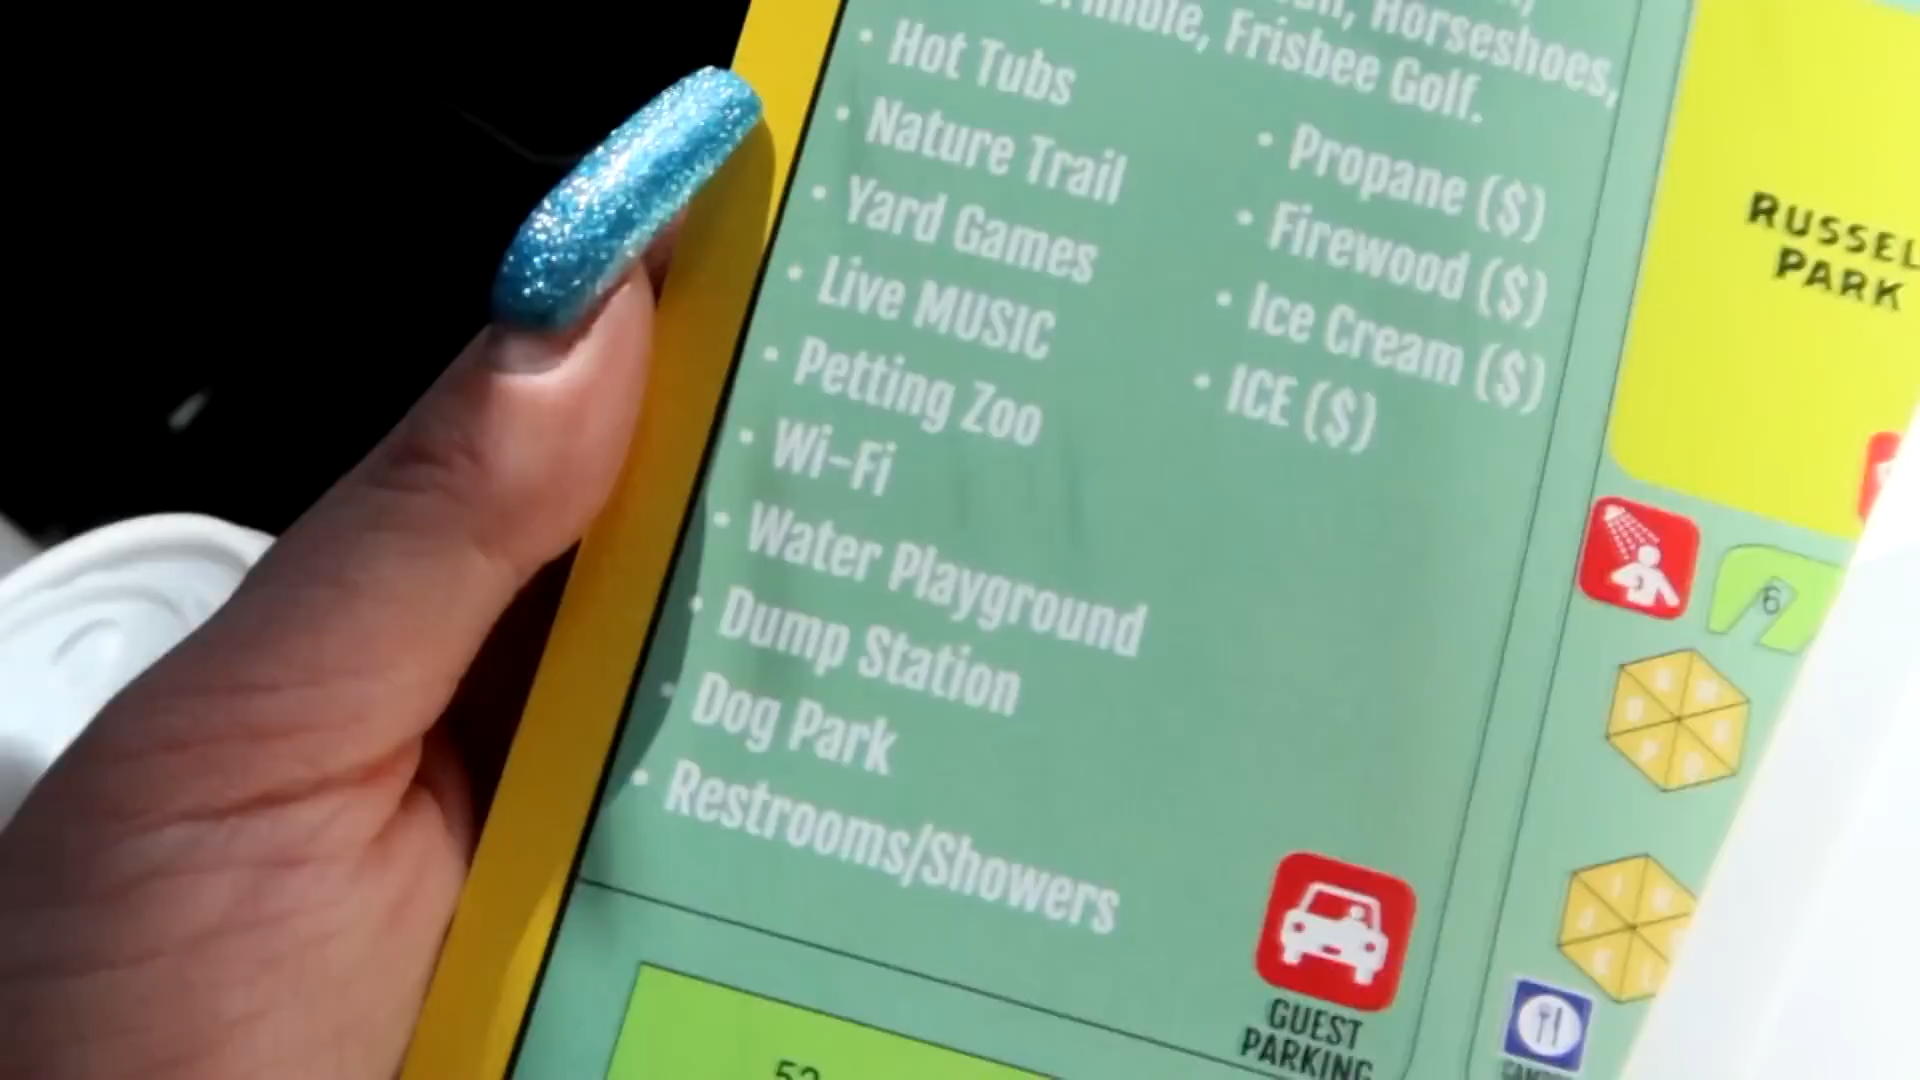 Horseshoes,
Frisbee Golf.
• Hot Tubs
• Nature Trail
• Yard Games
• Live MUSIC
• Petting Zoo
• Wi-Fi
• Water Playground
• Dump Station
• Dog Park
• Restrooms/Showers
• Propane ($)
• Firewood ($)
• Ice Cream ($)
• ICE ($)
GUEST
PARKING
52
RUSSEL
PARK
6